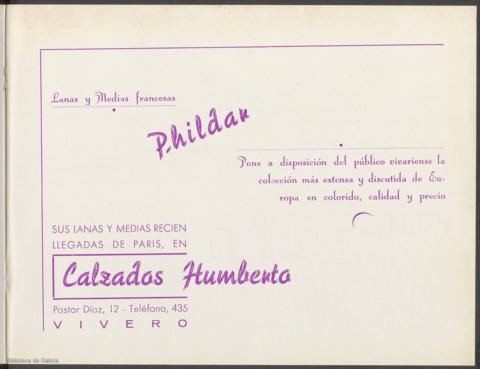 Lanas y Medias francesas
Phildar
Pone a disposición del público vivariense la
colección más extensa y discutida de Eu-
ropa en colorido, calidad y precio
SUS LANAS Y MEDIAS RECIEN
LLEGADAS DE PARIS, EN
Calzados Humberto
Pastor Díaz, 12 - Teléfono, 435
VIVERO
Biblioteca de Galicia